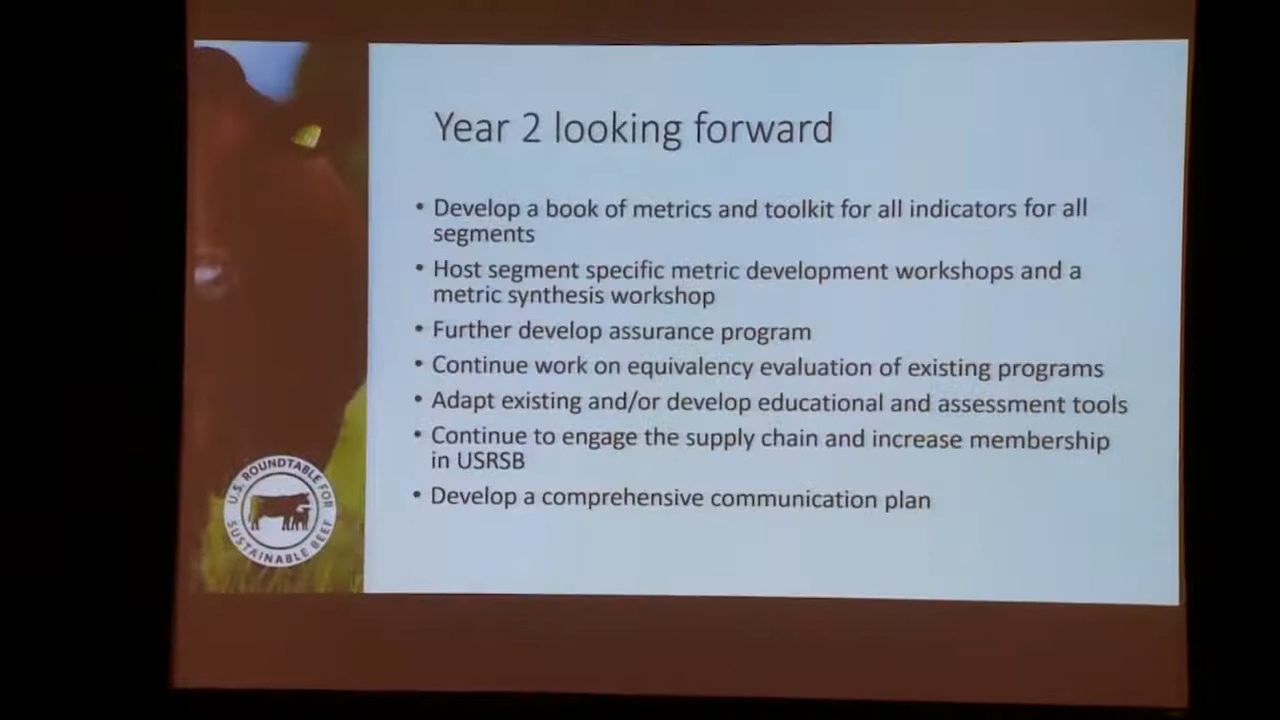 Year 2 looking forward
• Develop a book of metrics and toolkit for all indicators for all
segments
• Host segment specific metric development workshops and a
metric synthesis workshop
• Further develop assurance program
• Continue work on equivalency evaluation of existing programs
• Adapt existing and/or develop educational and assessment tools
• Continue to engage the supply chain and increase membership
in USRSB
• Develop a comprehensive communication plan
U.S. ROUNDTABLE FOR
SUSTAINABLE BEEF